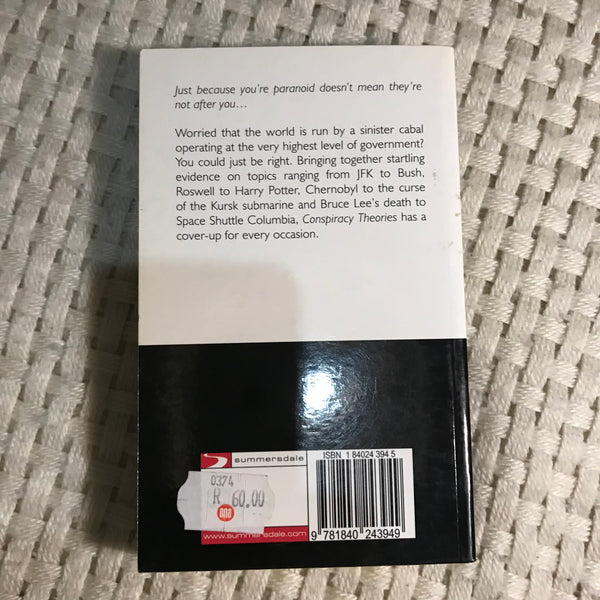 Just because you're paranoid doesn't mean they're
not after you…
Worried that the world is run by a sinister cabal
operating at the very highest level of government?
You could just be right. Bringing together startling
evidence on topics ranging from JFK to Bush,
Roswell to Harry Potter, Chernobyl to the curse
of the Kursk submarine and Bruce Lee's death to
Space Shuttle Columbia, Conspiracy Theories has a
cover-up for every occasion.
summersdale
0374
R 60.00
www.summersdale.com
ISBN 1 84024 394 5
9 781840 243949